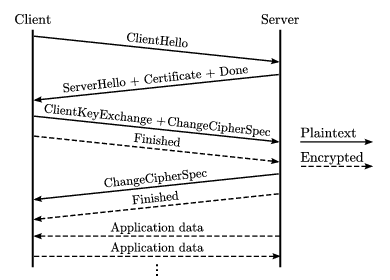 Client
Server
ClientHello
ServerHello + Certificate + Done
ClientKeyExchange +ChangeCipherSpec
Finished
Plaintext
Encrypted
ChangeCipherSpec
Finished
Application data
Application data